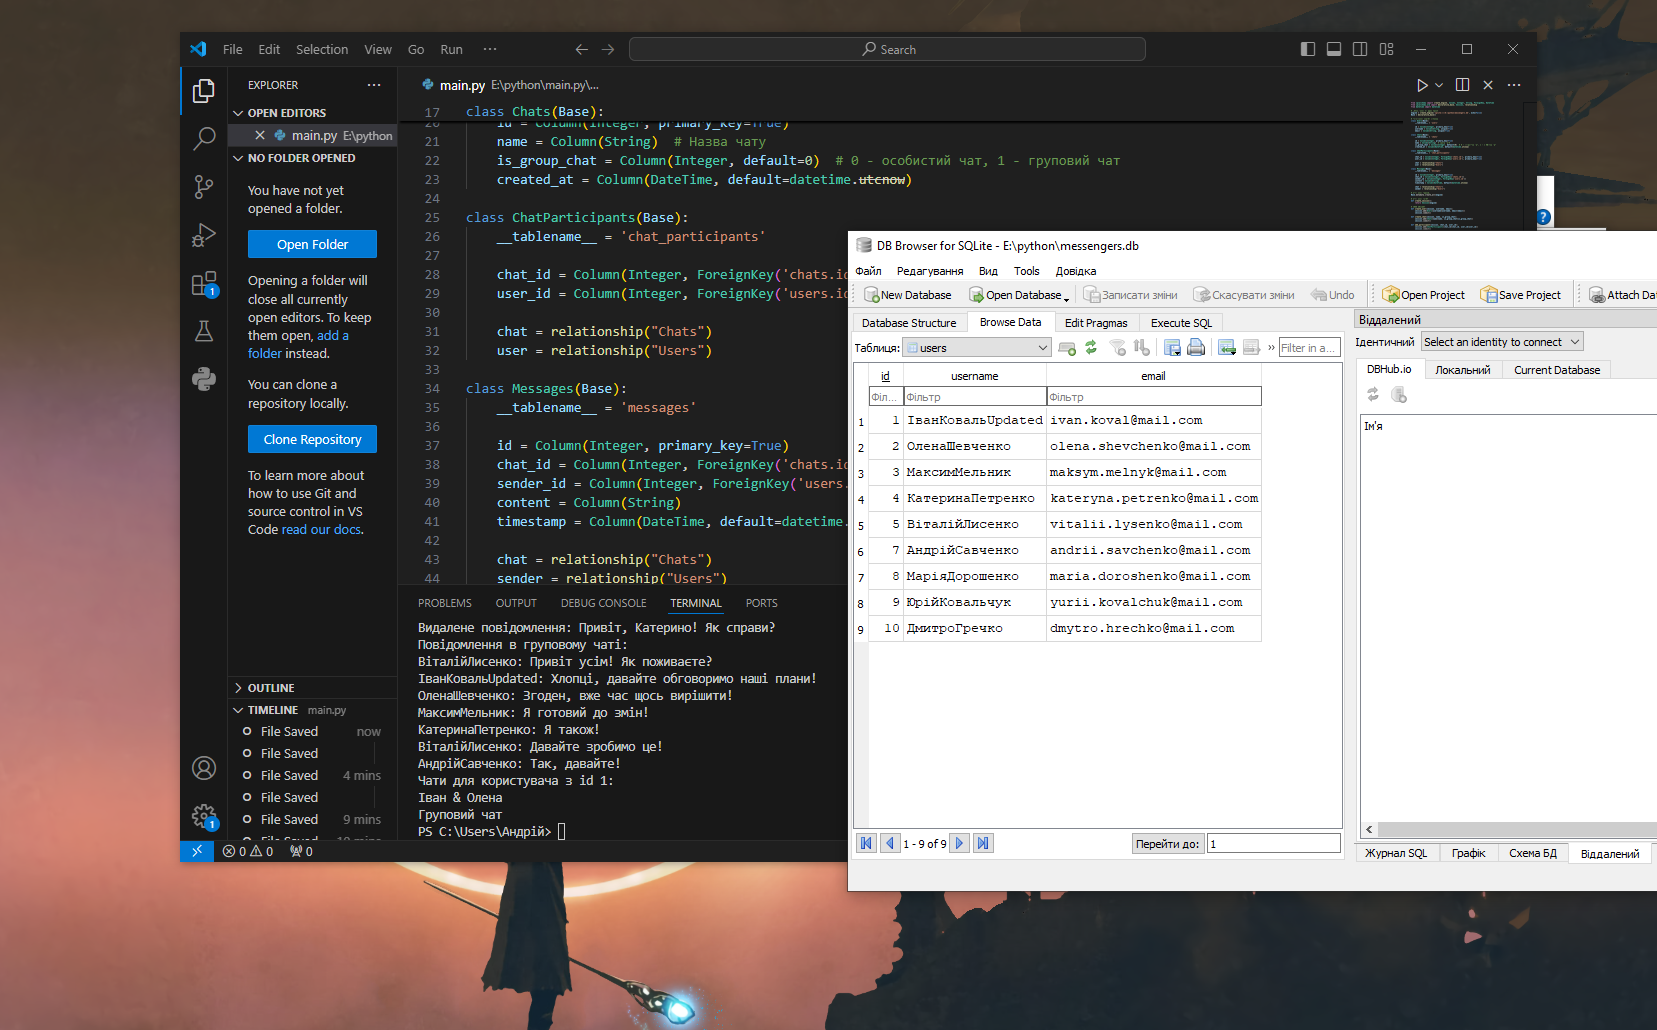 File Edit Selection View Go Run ··· Search
EXPLORER ···
OPEN EDITORS
main.py E:\python
NO FOLDER OPENED
You have not yet
opened a folder.
Open Folder
Opening a folder will
close all currently
open editors. To keep
them open, add a
folder instead.
You can clone a
repository locally.
Clone Repository
To learn more about
how to use Git and
source control in VS
Code read our docs.
OUTLINE
TIMELINE main.py
File Saved now
File Saved
File Saved 4 mins
File Saved
File Saved 9 mins
1
1
main.py E:\python\main.py\...
17 class Chats(Base):
20 id = Column(Integer, primary_key=True)
21 name = Column(String) # Назва чату
22 is_group_chat = Column(Integer, default=0) # 0 - особистий чат, 1 - груповий чат
23 created_at = Column(DateTime, default=datetime.utcnow)
24
25 class ChatParticipants(Base):
26 __tablename__ = 'chat_participants'
27
28 chat_id = Column(Integer, ForeignKey('chats.id
29 user_id = Column(Integer, ForeignKey('users.id
30
31 chat = relationship("Chats")
32 user = relationship("Users")
33
34 class Messages(Base):
35 __tablename__ = 'messages'
36
37 id = Column(Integer, primary_key=True)
38 chat_id = Column(Integer, ForeignKey('chats.id
39 sender_id = Column(Integer, ForeignKey('users.
40 content = Column(String)
41 timestamp = Column(DateTime, default=datetime.
42
43 chat = relationship("Chats")
44 sender = relationship("Users")
PROBLEMS OUTPUT DEBUG CONSOLE TERMINAL PORTS
Видалене повідомлення: Привіт, Катерино! Як справи?
Повідомлення в груповому чаті:
ВіталійЛисенко: Привіт усім! Як поживаєте?
ІванКовальUpdated: Хлопці, давайте обговоримо наші плани!
ОленаШевченко: Згоден, вже час щось вирішити!
МаксимМельник: Я готовий до змін!
КатеринаПетренко: Я також!
ВіталійЛисенко: Давайте зробимо це!
АндрійСавченко: Так, давайте!
Чати для користувача з id 1:
Іван & Олена
Груповий чат
PS C:\Users\Андрій>
0 0 0
DB Browser for SQLite - E:\python\messengers.db
Файл Редагування Вид Tools Довідка
New Database Open Database Записати зміни Скасувати зміни Undo Open Project Save Project Attach Dat
Database Structure Browse Data Edit Pragmas Execute SQL
Таблиця: users » Filter in a...
id username email
Філ... Фільтр Фільтр
1 1 ІванКовальUpdated ivan.koval@mail.com
2 2 ОленаШевченко olena.shevchenko@mail.com
3 3 МаксимМельник maksym.melnyk@mail.com
4 4 КатеринаПетренко kateryna.petrenko@mail.com
5 5 ВіталійЛисенко vitalii.lysenko@mail.com
6 7 АндрійСавченко andrii.savchenko@mail.com
7 8 МаріяДорошенко maria.doroshenko@mail.com
8 9 ЮрійКовальчук yurii.kovalchuk@mail.com
9 10 ДмитроГречко dmytro.hrechko@mail.com
1 - 9 of 9 Перейти до: 1
Віддалений
Ідентичний Select an identity to connect
DBHub.io Локальний Current Database
Ім'я
Журнал SQL Графік Схема БД Віддалений